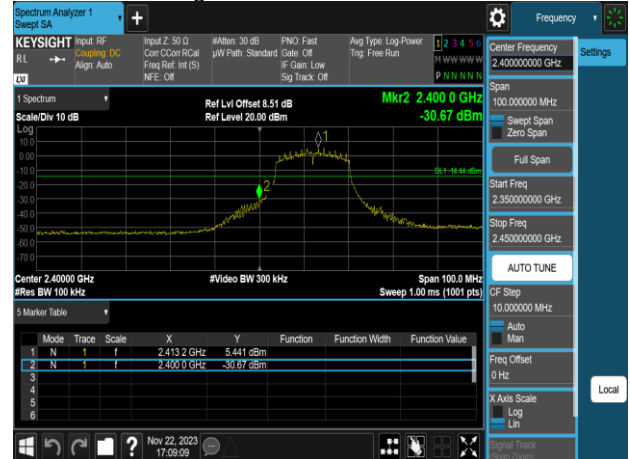 Spectrum Analyzer 1
Swept SA
+
Frequency
KEYSIGHT
RL
LXI
Input: RF
Coupling: DC
Align: Auto
Input Z: 50 Ω
Corr CCorr RCal
Freq Ref: Int (S)
NFE: Off
#Atten: 30 dB
µW Path: Standard
PNO: Fast
Gate: Off
IF Gain: Low
Sig Track: Off
Avg Type: Log-Power
Trig: Free Run
1 2 3 4 5 6
M W W W W W
P N N N N N
1 Spectrum
Scale/Div 10 dB
Ref Lvl Offset 8.51 dB
Ref Level 20.00 dBm
Mkr2 2.400 0 GHz
-30.67 dBm
Log
10.0
0.00
-10.0
-20.0
-30.0
-40.0
-50.0
-60.0
-70.0
1
2
DL1 -14.44 dBm
Center 2.40000 GHz
#Res BW 100 kHz
#Video BW 300 kHz
Span 100.0 MHz
Sweep 1.00 ms (1001 pts)
5 Marker Table
Mode Trace Scale X Y Function Function Width Function Value
1 N 1 f 2.413 2 GHz 5.441 dBm
2 N 1 f 2.400 0 GHz -30.67 dBm
3
4
5
6
Nov 22, 2023
17:09:09
Center Frequency
2.400000000 GHz
Settings
Span
100.000000 MHz
Swept Span
Zero Span
Full Span
Start Freq
2.350000000 GHz
Stop Freq
2.450000000 GHz
AUTO TUNE
CF Step
10.000000 MHz
Auto
Man
Freq Offset
0 Hz
X Axis Scale
Log
Lin
Local
Signal Track
(Span Zoom)